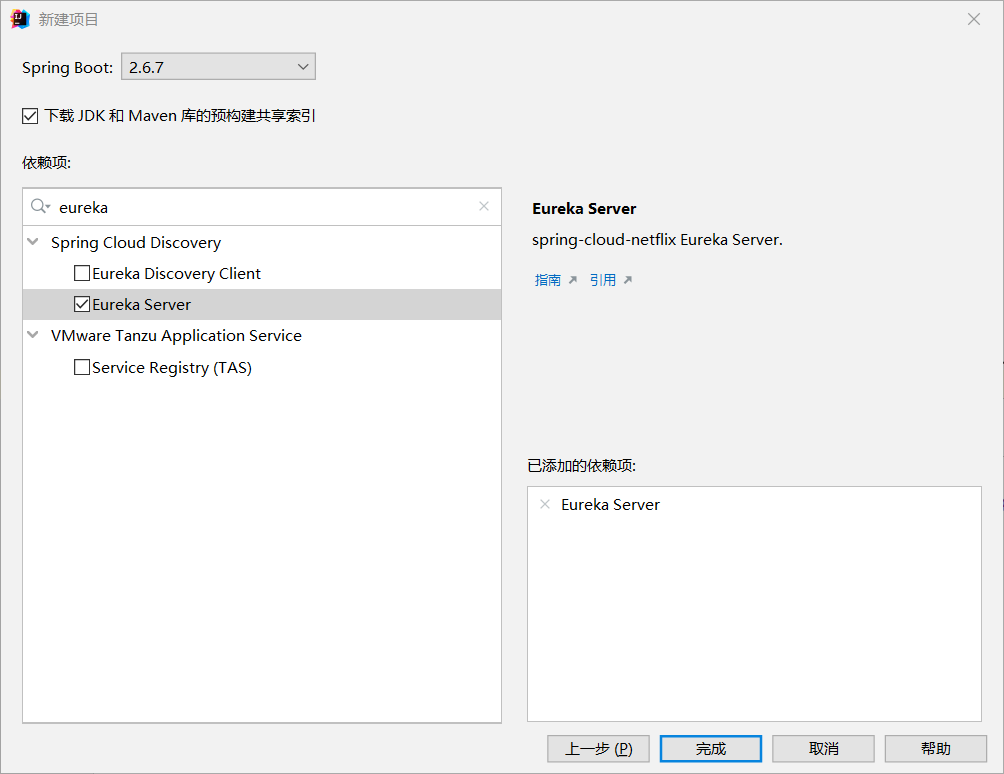 新建项目
Spring Boot: 2.6.7
下载 JDK 和 Maven 库的预构建共享索引
依赖项:
eureka
Spring Cloud Discovery
Eureka Discovery Client
Eureka Server
VMware Tanzu Application Service
Service Registry (TAS)
Eureka Server
spring-cloud-netflix Eureka Server.
指南 引用
已添加的依赖项:
Eureka Server
上一步 (P) 完成 取消 帮助